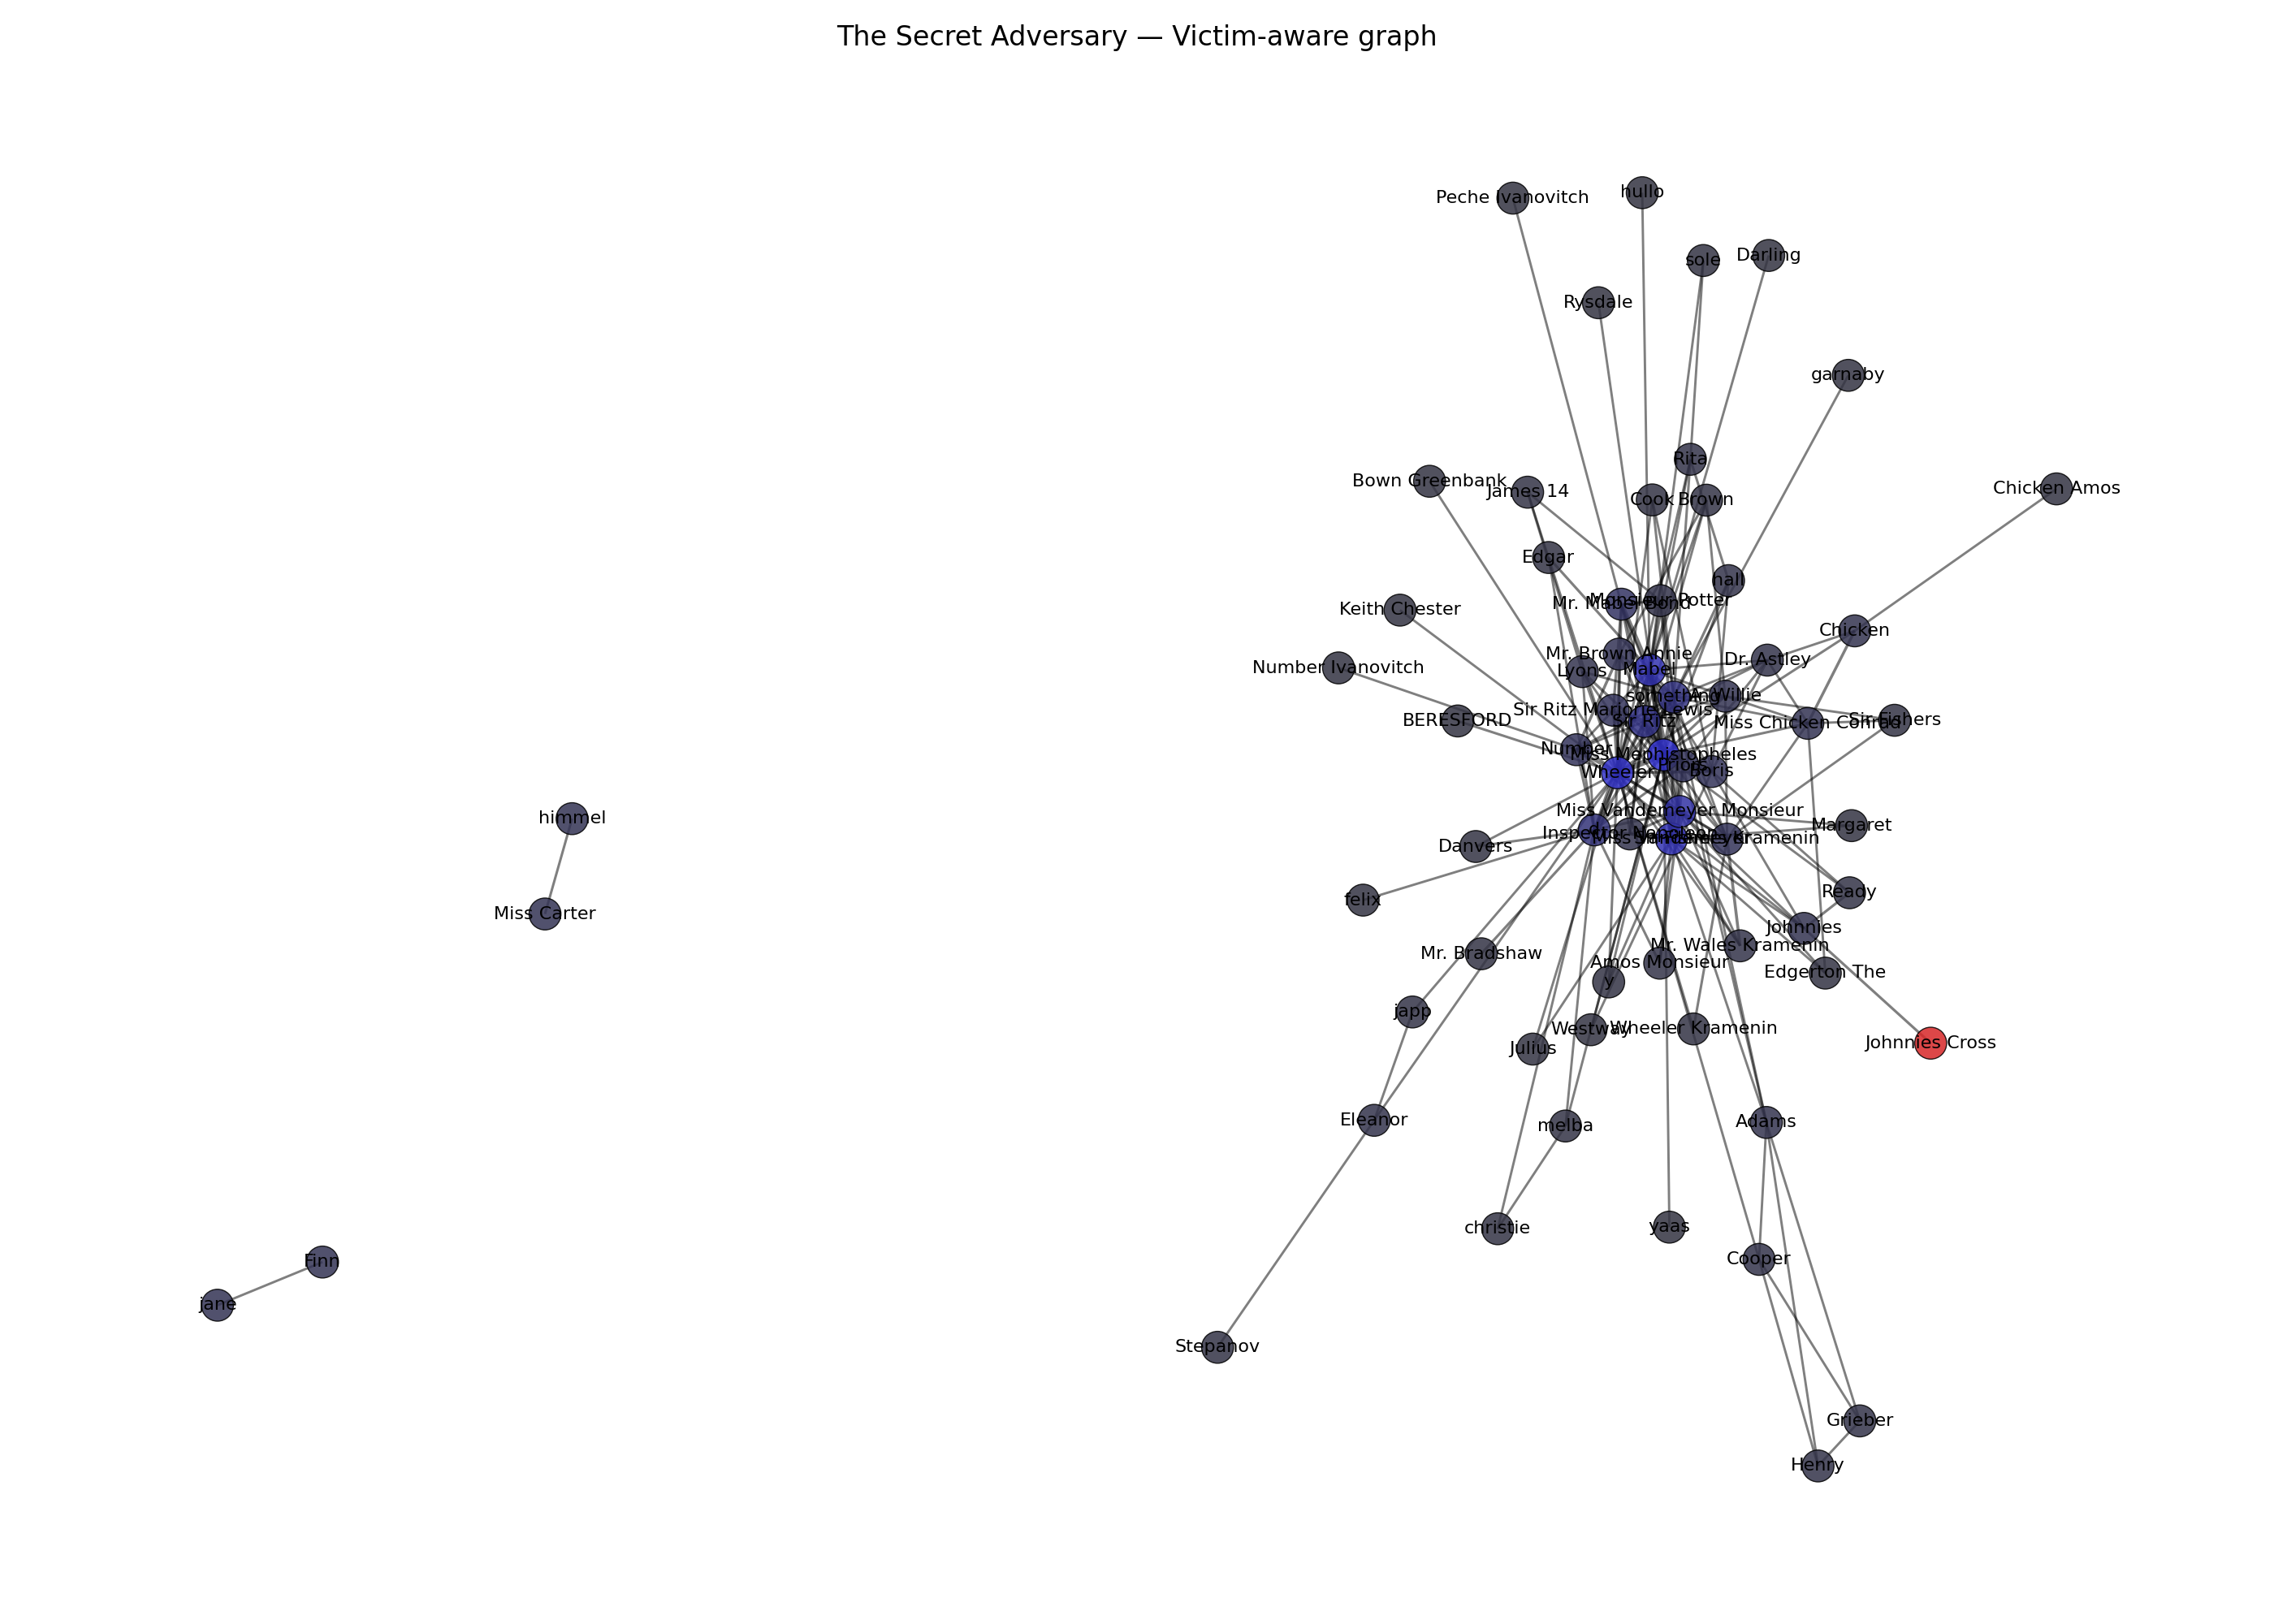 The Secret Adversary — Victim-aware graph
Peche Ivanovitch
hullo
sole
Darling
Rysdale
garnaby
Rita
Bown Greenbank
James 14
Cook
Brown
Chicken Amos
Edgar
hall
Keith Chester
Mr. Mabel Bond
Monsieur Potter
Chicken
Mr. Brown Annie
Dr. Astley
Number Ivanovitch
Lyons
Mabel
something
Willie
Sir Ritz Marjorie Lewis
BERESFORD
Sir Ritz
Miss Chicken Conrad
Sir Fishers
Number
Miss Mephistopheles
Wheeler
Boris
Miss Vandemeyer Monsieur
Margaret
Inspector Napoleon
Danvers
felix
Ready
Johnnies
Mr. Wales Kramenin
Mr. Bradshaw
Amos Monsieur
Edgerton The
y
japp
Westway
Wheeler Kramenin
Julius
Johnnies Cross
himmel
Miss Carter
Eleanor
melba
Adams
christie
yaas
Cooper
Finn
jane
Stepanov
Grieber
Henry